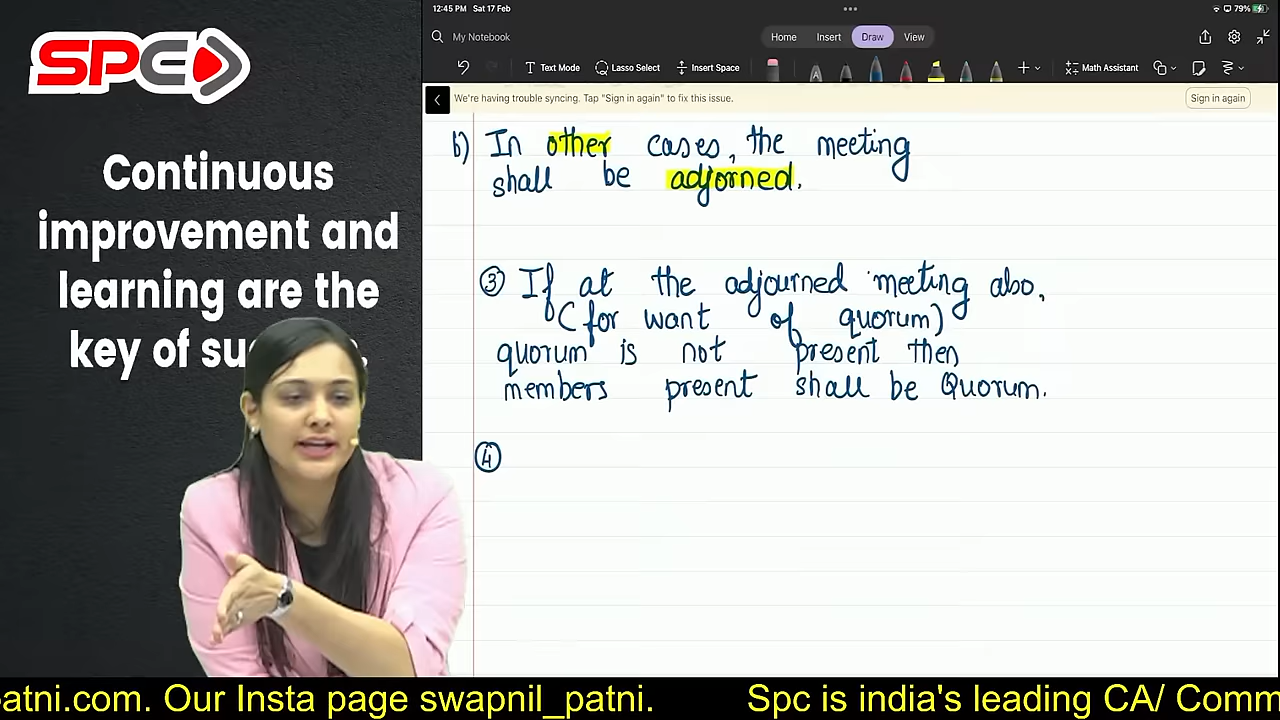 12:45 PM Sat 17 Feb
79%
SPC
My Notebook
Home Insert Draw View
Text Mode Lasso Select Insert Space Math Assistant
We're having trouble syncing. Tap "Sign in again" to fix this issue.
Sign in again
Continuous
improvement and
learning are the
key of su
b) In other cases, the meeting
shall be adjorned.
③ If at the adjourned meeting also,
(for want of quorum)
quorum is not present then
members present shall be Quorum.
④
atni.com. Our Insta page swapnil_patni. Spc is india's leading CA/ Comm